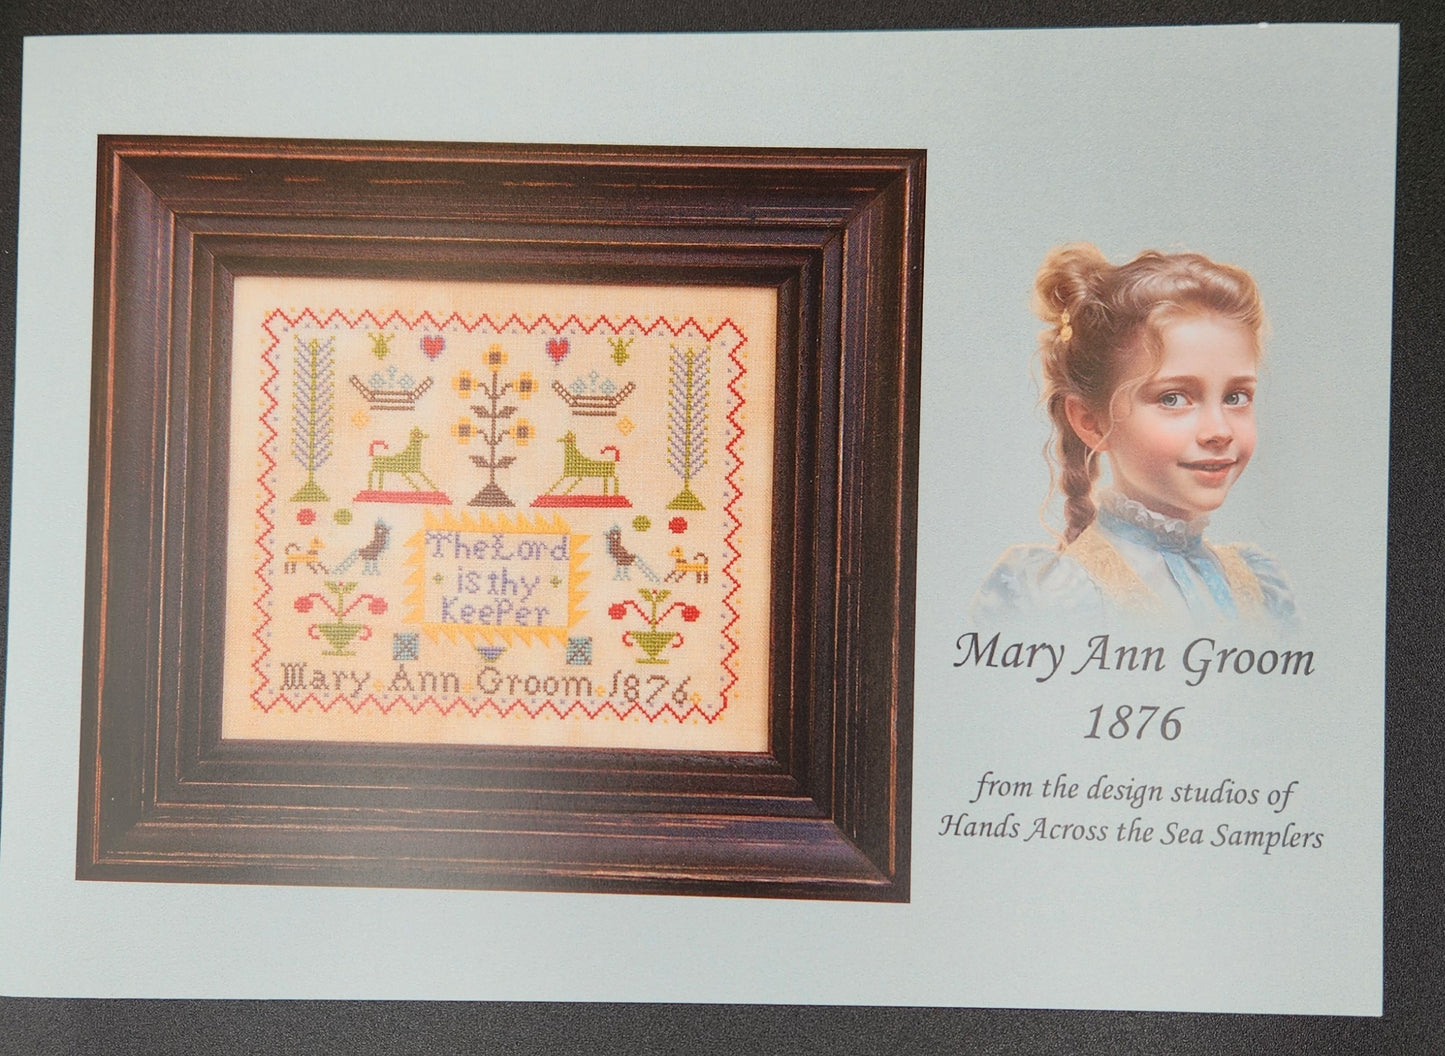 The Lord
is thy
KeePer
Mary Ann Groom 1876
Mary Ann Groom
1876
from the design studios of
Hands Across the Sea Samplers